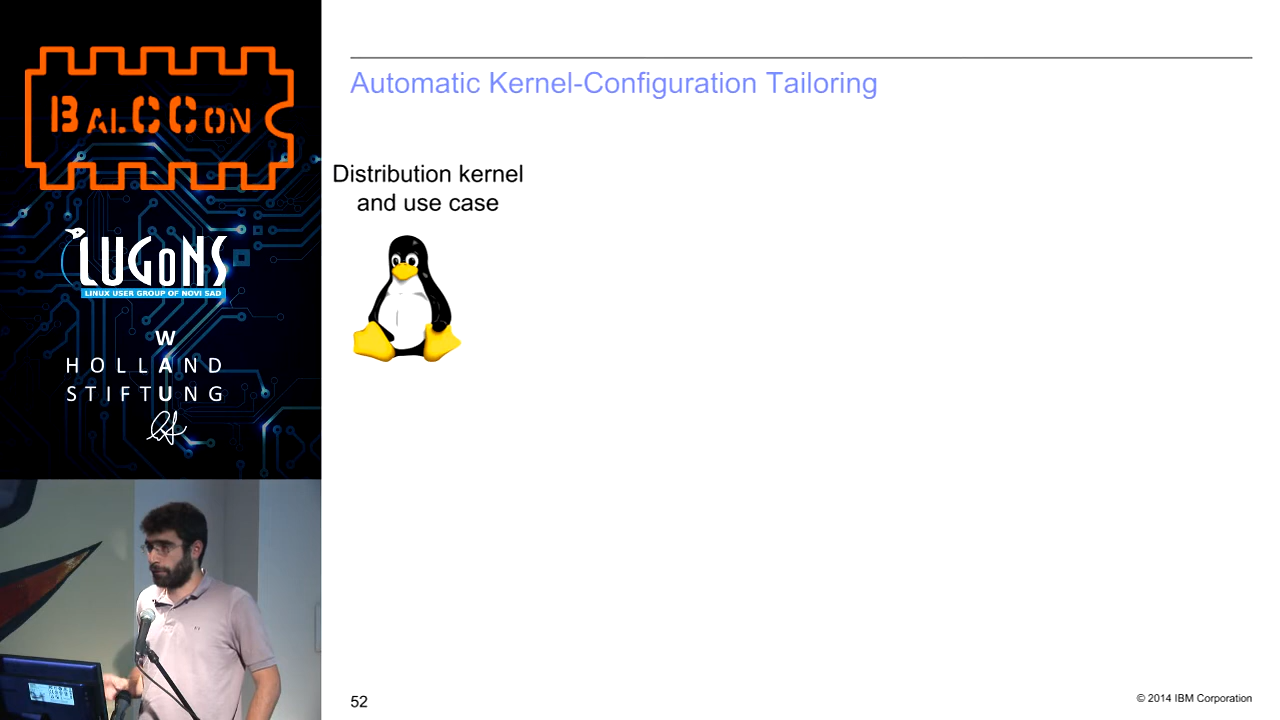 BALCCON
LUGoNS
LINUX USER GROUP OF NOVI SAD
W
HOLLAND
STIFTUNG
Automatic Kernel-Configuration Tailoring
Distribution kernel
and use case
52
© 2014 IBM Corporation